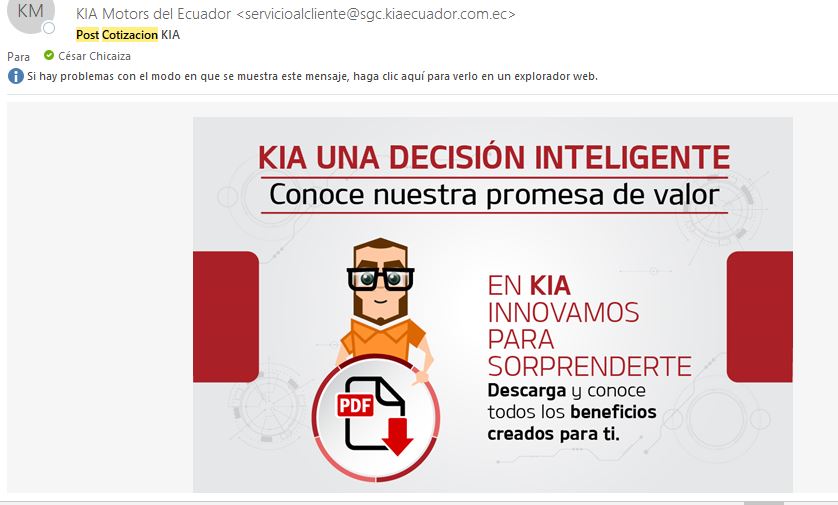 KM
KIA Motors del Ecuador <servicioalcliente@sgc.kiaecuador.com.ec>
Post Cotizacion KIA
Para César Chicaiza
Si hay problemas con el modo en que se muestra este mensaje, haga clic aquí para verlo en un explorador web.
KIA UNA DECISIÓN INTELIGENTE
Conoce nuestra promesa de valor
EN KIA
INNOVAMOS
PARA
SORPRENDERTE
Descarga y conoce
todos los beneficios
creados para ti.
PDF